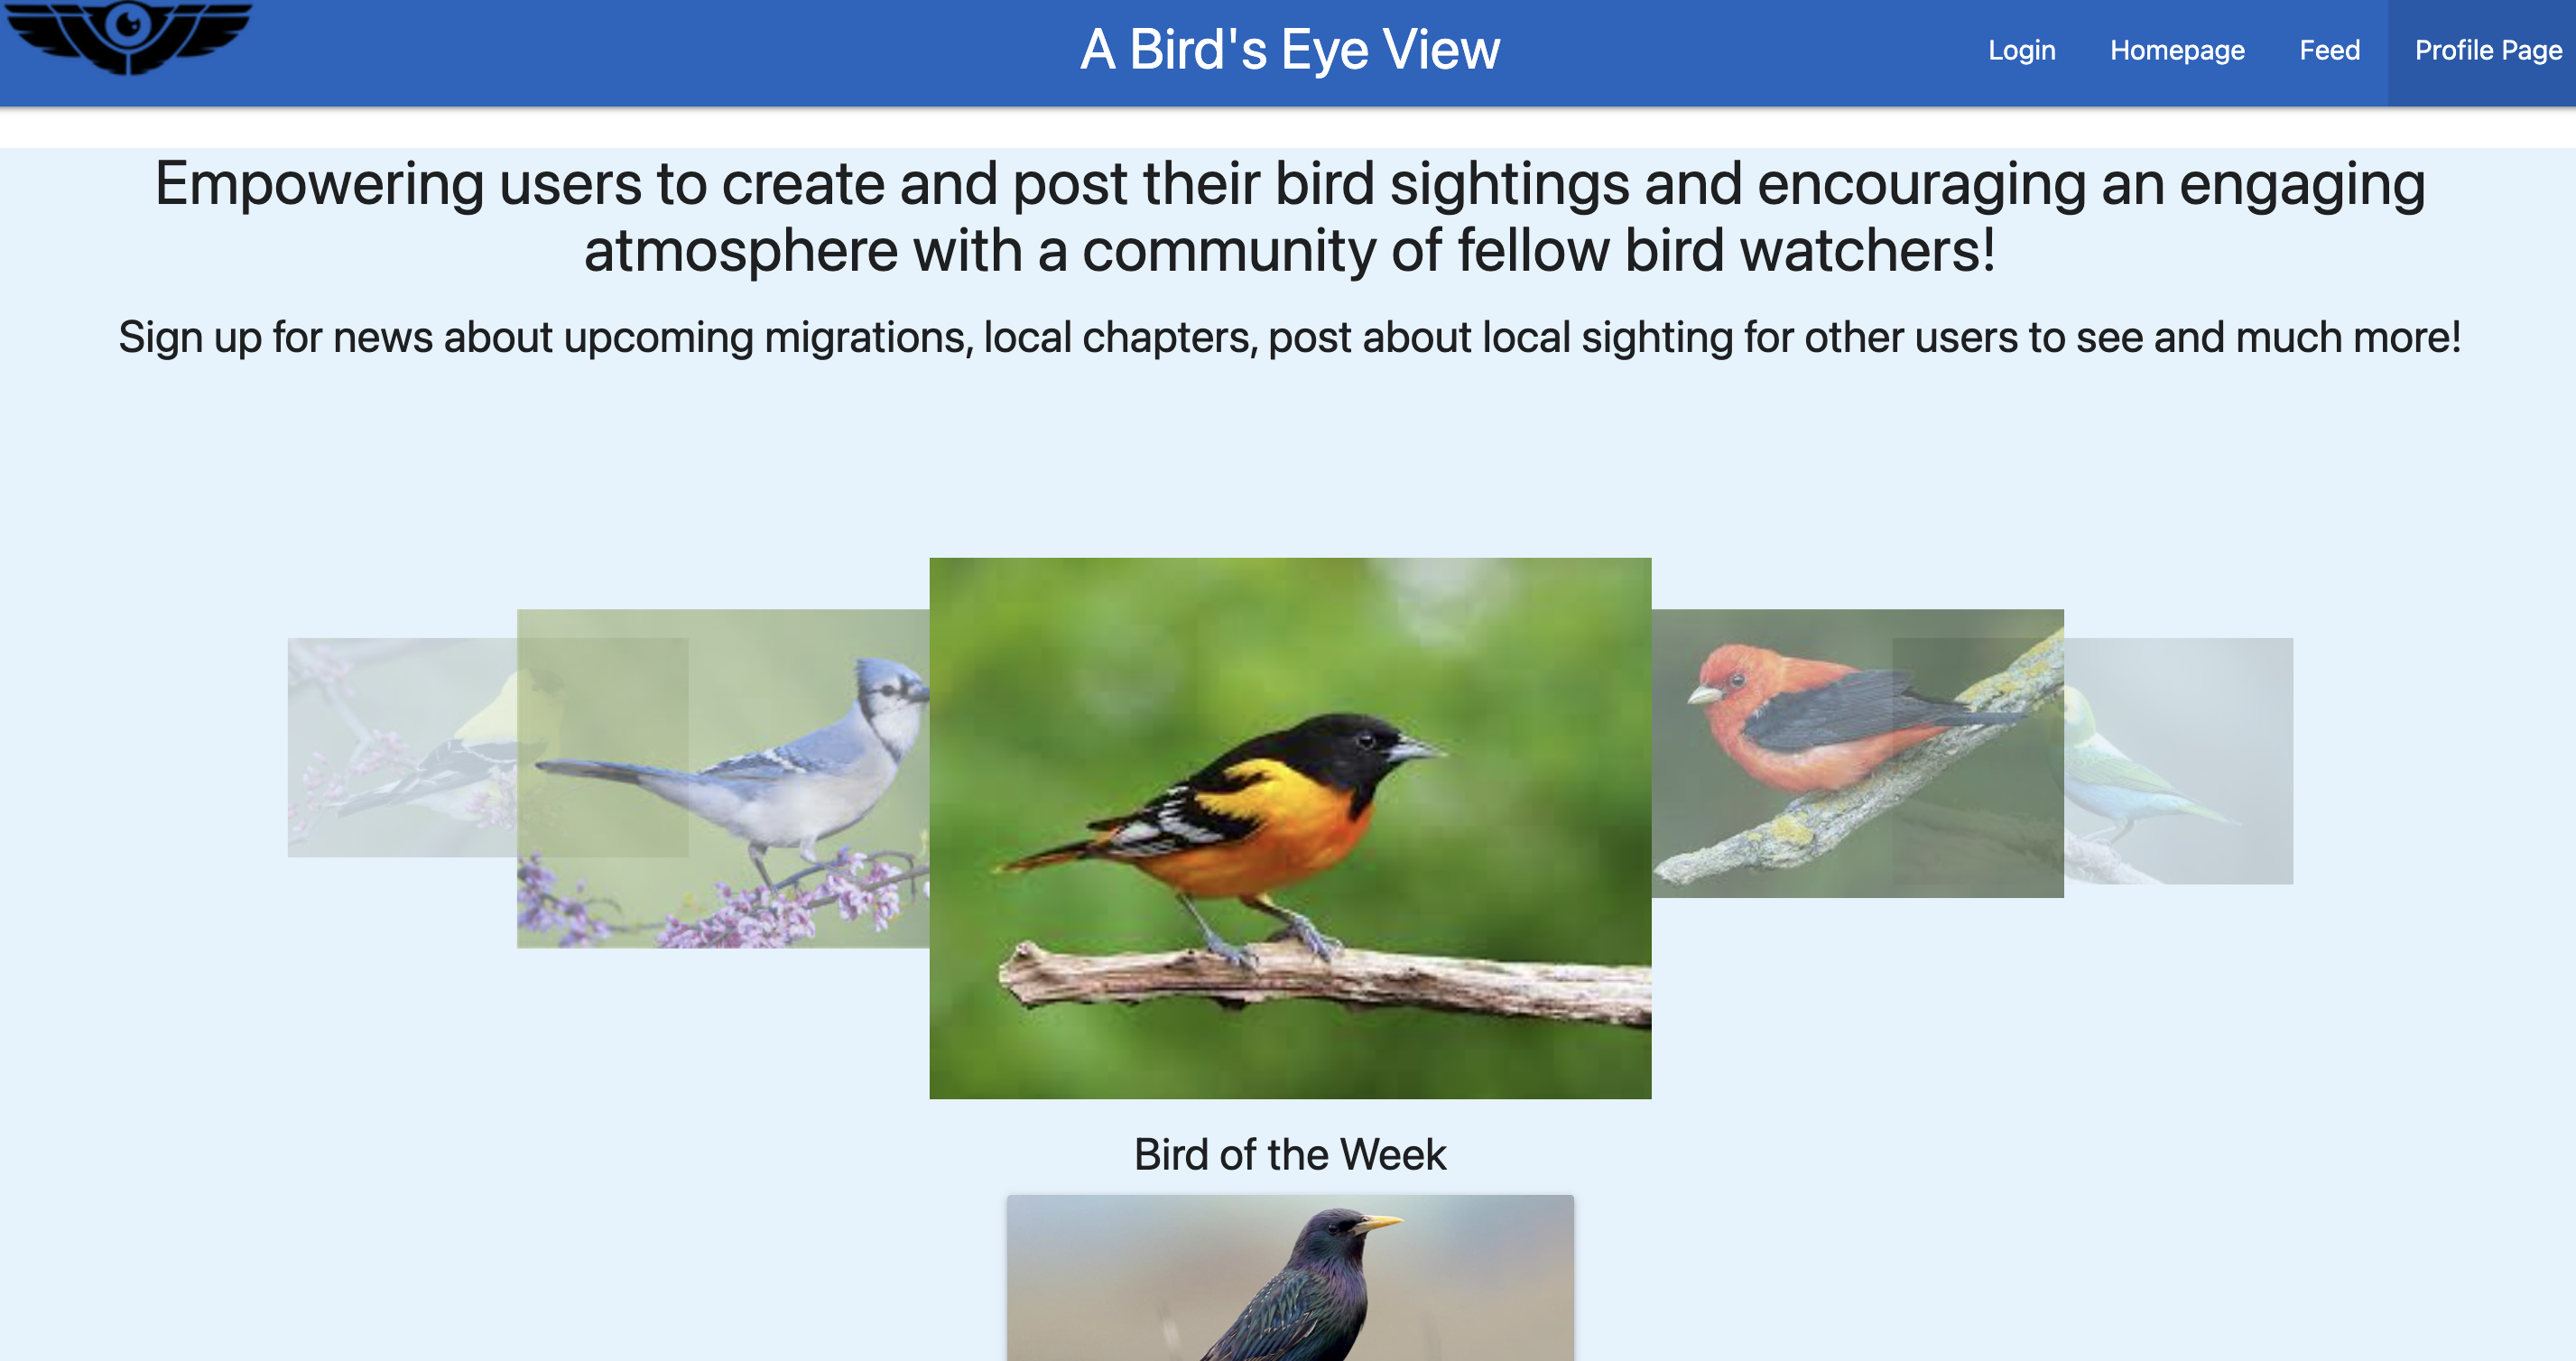 A Bird's Eye View
Login
Homepage
Feed
Profile Page
Empowering users to create and post their bird sightings and encouraging an engaging
atmosphere with a community of fellow bird watchers!
Sign up for news about upcoming migrations, local chapters, post about local sighting for other users to see and much more!
Bird of the Week